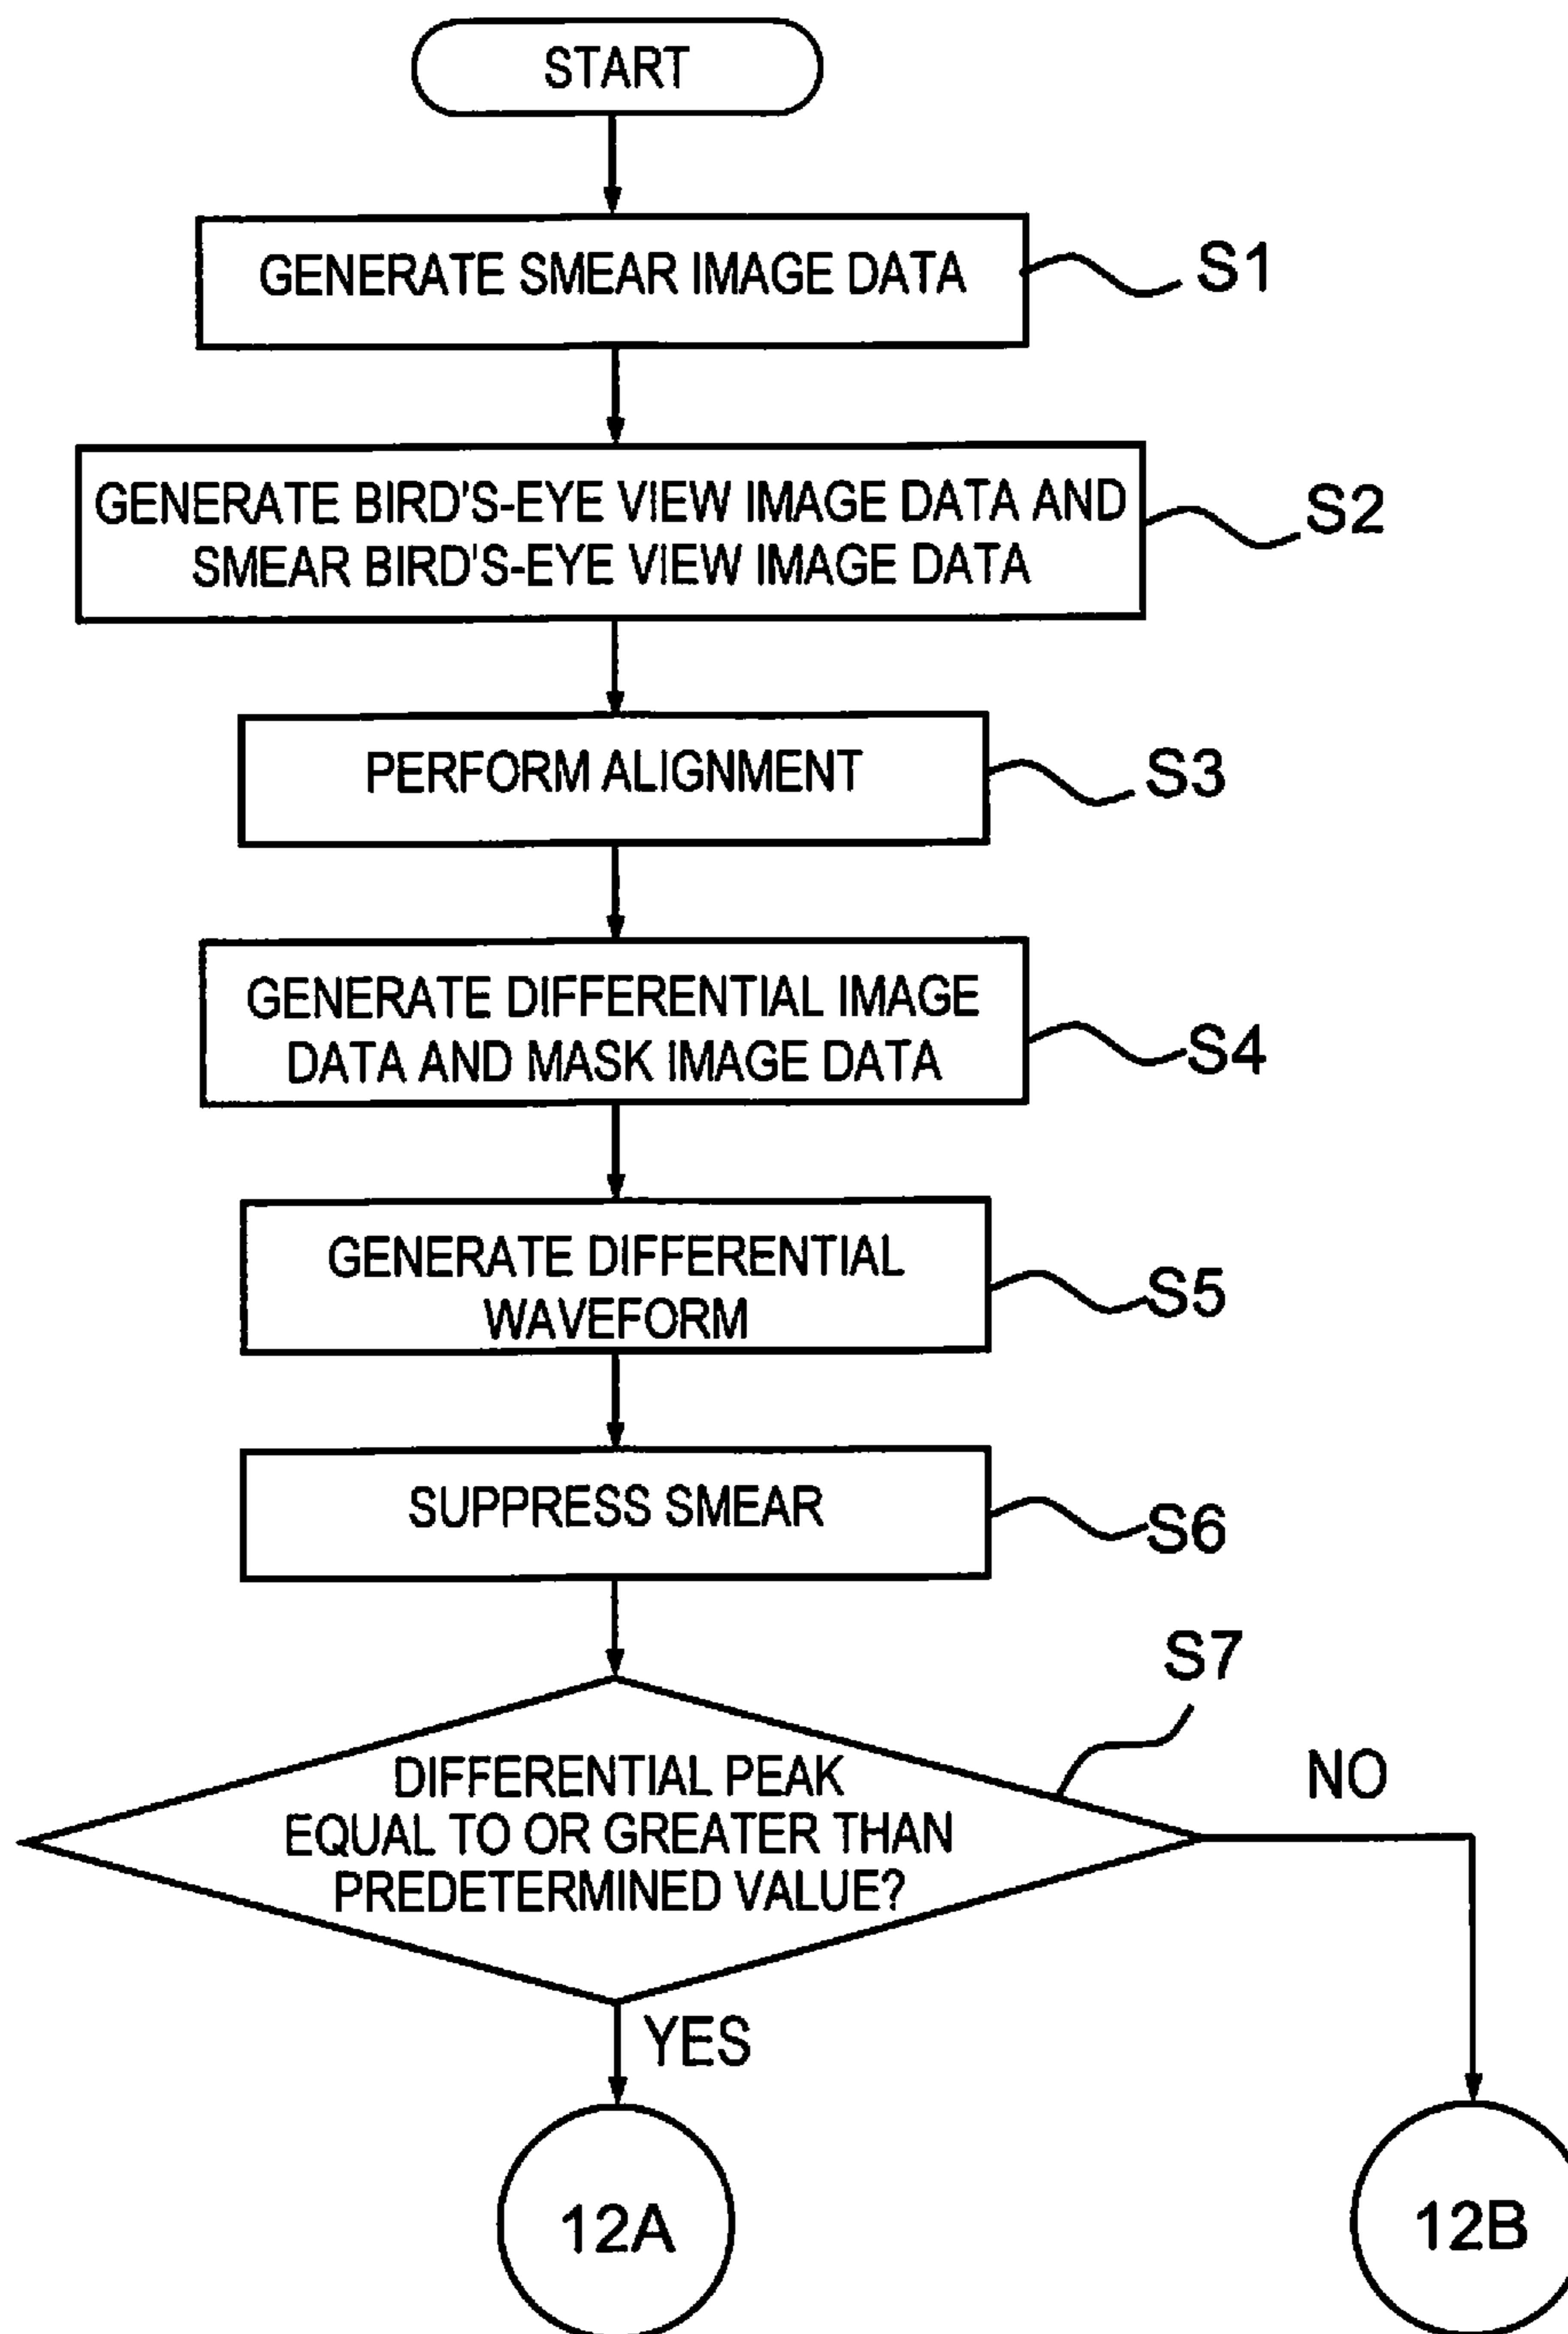 START
GENERATE SMEAR IMAGE DATA
S1
GENERATE BIRD'S-EYE VIEW IMAGE DATA AND
SMEAR BIRD'S-EYE VIEW IMAGE DATA
S2
PERFORM ALIGNMENT
S3
GENERATE DIFFERENTIAL IMAGE
DATA AND MASK IMAGE DATA
S4
GENERATE DIFFERENTIAL
WAVEFORM
S5
SUPPRESS SMEAR
S6
S7
DIFFERENTIAL PEAK
EQUAL TO OR GREATER THAN
PREDETERMINED VALUE?
NO
YES
12A
12B